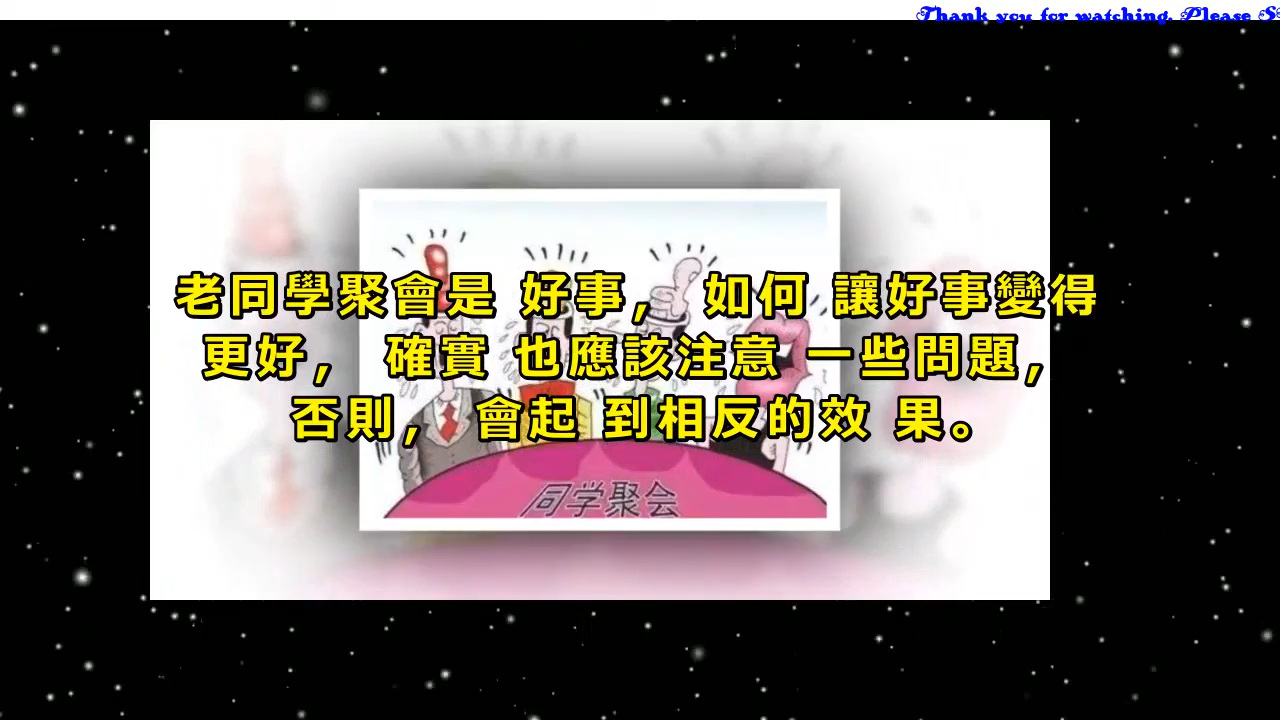 Thank you for watching. Please S
老同學聚會是 好事， 如何 讓好事變得
更好， 確實 也應該注意 一些問題，
否則， 會起 到相反的效 果。
同学聚会